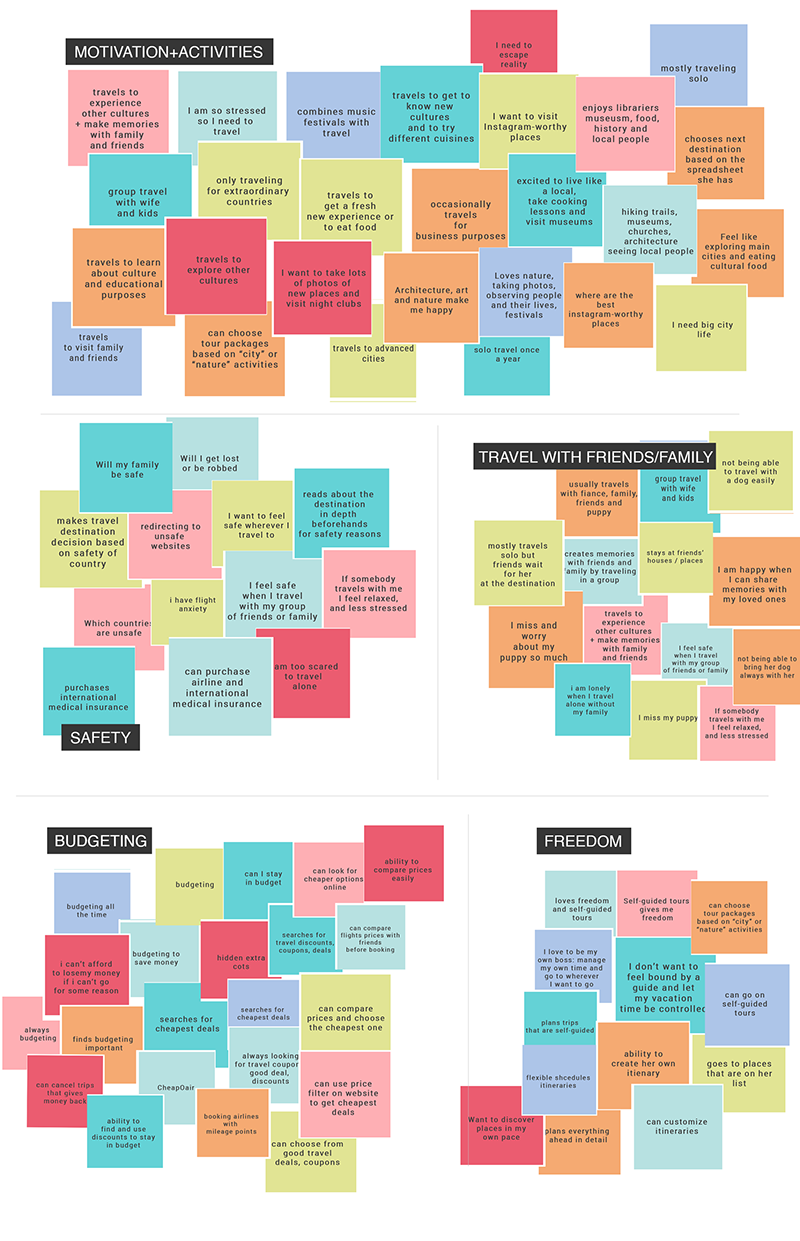 MOTIVATION+ACTIVITIES
I need to
escape
reality
mostly traveling
solo
travels to
experience
other cultures
+ make memories
with family
and friends
I am so stressed
so I need to
travel
combines music
festivals with
travel
travels to get to
know new
cultures
and to try
different cuisines
I want to visit
Instagram-worthy
places
enjoys librariers
museusm, food,
history and
local people
chooses next
destination
based on the
spreadsheet
she has
group travel
with wife
and kids
only traveling
for extraordinary
countries
travels to
get a fresh
new experience or
to eat food
occasionally
travels
for
business purposes
excited to live like
a local,
take cooking
lessons and
visit museums
hiking trails,
museums,
churches,
architecture
seeing local people
Feel like
exploring main
cities and eating
cultural food
travels to learn
about culture
and educational
purposes
travels to
explore other
cultures
I want to take lots
of photos of
new places and
visit night clubs
Architecture, art
and nature make
me happy
Loves nature,
taking photos,
observing people
and their lives,
festivals
where are the
best
instagram-worthy
places
I need big city
life
travels
to visit family
and friends
can choose
tour packages
based on “city” or
“nature” activities
travels to advanced
cities
solo travel once
a year
Will my family
be safe
Will I get lost
or be robbed
makes travel
destination
decision based
on safety of
country
redirecting to
unsafe
websites
I want to feel
safe wherever I
travel to
reads about the
destination
in depth
beforehands
for safety reasons
Which countries
are unsafe
i have flight
anxiety
I feel safe
when I travel
with my group
of friends or family
If somebody
travels with me
I feel relaxed,
and less stressed
purchases
international
medical insurance
can purchase
airline and
international
medical insurance
am too scared
to travel
alone
SAFETY
TRAVEL WITH FRIENDS/FAMILY
usually travels
with fiance, family,
friends and
puppy
group travel
with wife
and kids
not being able
to travel with
a dog easily
mostly travels
solo but
friends wait
for her
at the destination
creates memories
with friends and
family by traveling
in a group
stays at friends’
houses / places
I am happy when
I can share
memories with
my loved ones
I miss and
worry
about my
puppy so much
travels to
experience
other cultures
+ make memories
with family
and friends
I feel safe
when I travel
with my group
of friends or family
not being able to
bring her dog
always with her
i am lonely
when I travel
alone without
my family
I miss my puppy
If somebody
travels with me
I feel relaxed,
and less stressed
BUDGETING
budgeting all
the time
budgeting
can I stay
in budget
can look for
cheaper options
online
ability to
compare prices
easily
i can’t afford
to losemy money
if i can’t go
for some reason
budgeting to
save money
hidden extra
cots
searches for
travel discounts,
coupons, deals
can compare
flights prices with
friends
before booking
always
budgeting
finds budgeting
important
searches for
cheapest deals
searches for
cheapest deals
can compare
prices and choose
the cheapest one
can cancel trips
that gives
money back
CheapOair
always looking
for travel coupon
good deal,
discounts
can use price
filter on website
to get cheapest
deals
ability to
find and use
discounts to stay
in budget
booking airlines
with
mileage points
can choose from
good travel
deals, coupons
FREEDOM
loves freedom
and self-guided
tours
Self-guided tours
gives me
freedom
can choose
tour packages
based on “city” or
“nature” activities
I love to be my
own boss: manage
my own time and
go to wherever
I want to go
I don’t want to
feel bound by a
guide and let
my vacation
time be controlled
can go on
self-guided
tours
plans trips
that are self-guided
flexible shcedules
itineraries
ability to
create her own
itienary
goes to places
that are on her
list
Want to discover
places in my
own pace
plans everything
ahead in detail
can customize
itineraries